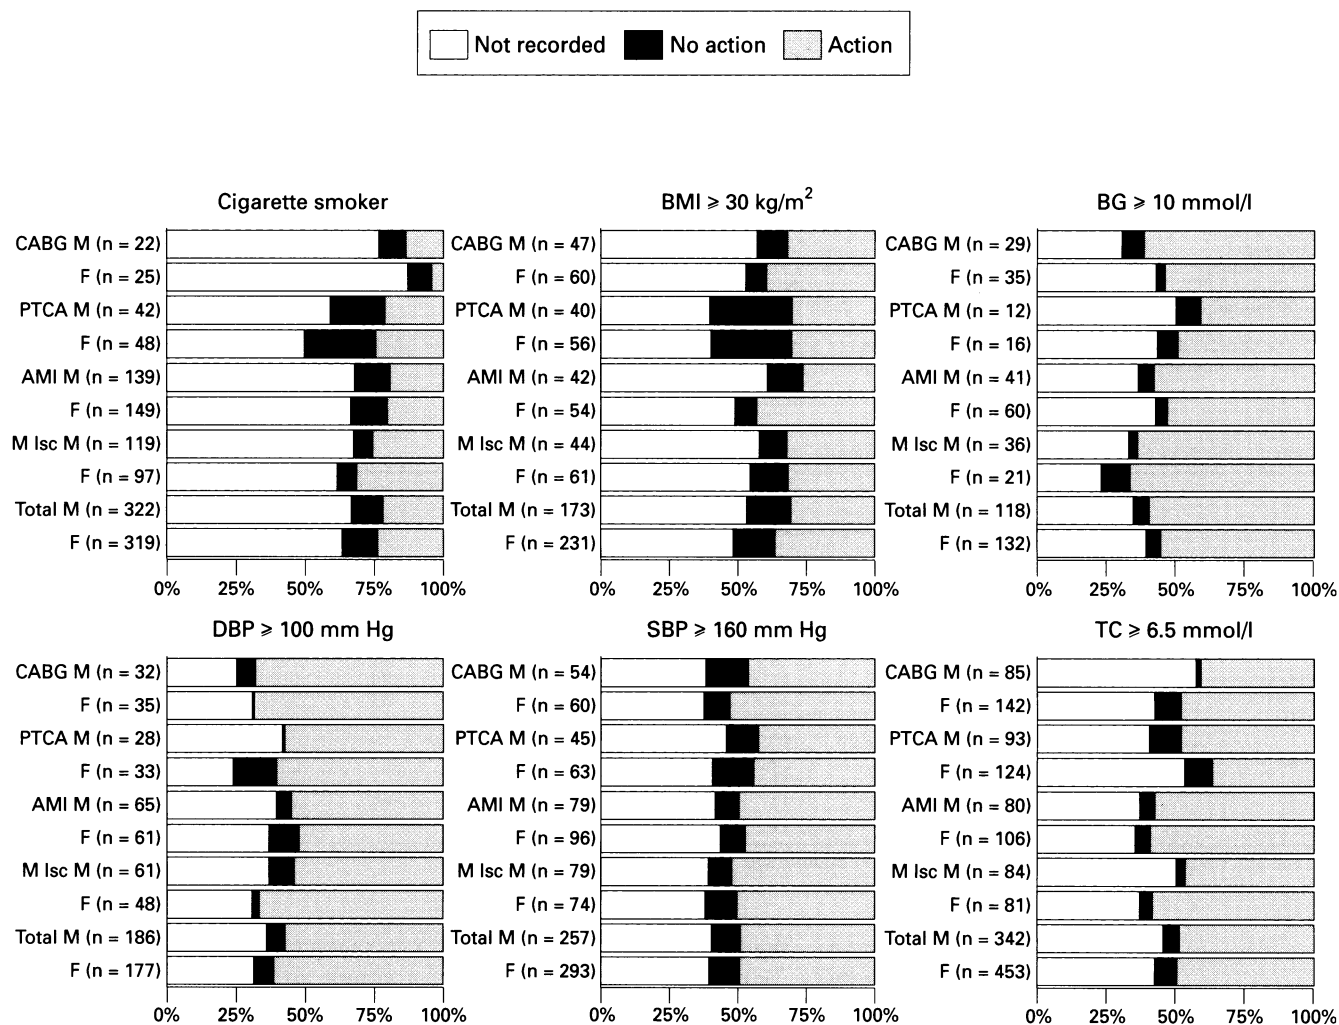 Not recorded No action Action
Cigarette smoker
CABG M (n = 22)
F (n = 25)
PTCA M (n = 42)
F (n = 48)
AMI M (n = 139)
F (n = 149)
M Isc M (n = 119)
F (n = 97)
Total M (n = 322)
F (n = 319)
0% 25% 50% 75% 100%
BMI ⩾ 30 kg/m²
CABG M (n = 47)
F (n = 60)
PTCA M (n = 40)
F (n = 56)
AMI M (n = 42)
F (n = 54)
M Isc M (n = 44)
F (n = 61)
Total M (n = 173)
F (n = 231)
0% 25% 50% 75% 100%
BG ⩾ 10 mmol/l
CABG M (n = 29)
F (n = 35)
PTCA M (n = 12)
F (n = 16)
AMI M (n = 41)
F (n = 60)
M Isc M (n = 36)
F (n = 21)
Total M (n = 118)
F (n = 132)
0% 25% 50% 75% 100%
DBP ⩾ 100 mm Hg
CABG M (n = 32)
F (n = 35)
PTCA M (n = 28)
F (n = 33)
AMI M (n = 65)
F (n = 61)
M Isc M (n = 61)
F (n = 48)
Total M (n = 186)
F (n = 177)
0% 25% 50% 75% 100%
SBP ⩾ 160 mm Hg
CABG M (n = 54)
F (n = 60)
PTCA M (n = 45)
F (n = 63)
AMI M (n = 79)
F (n = 96)
M Isc M (n = 79)
F (n = 74)
Total M (n = 257)
F (n = 293)
0% 25% 50% 75% 100%
TC ⩾ 6.5 mmol/l
CABG M (n = 85)
F (n = 142)
PTCA M (n = 93)
F (n = 124)
AMI M (n = 80)
F (n = 106)
M Isc M (n = 84)
F (n = 81)
Total M (n = 342)
F (n = 453)
0% 25% 50% 75% 100%